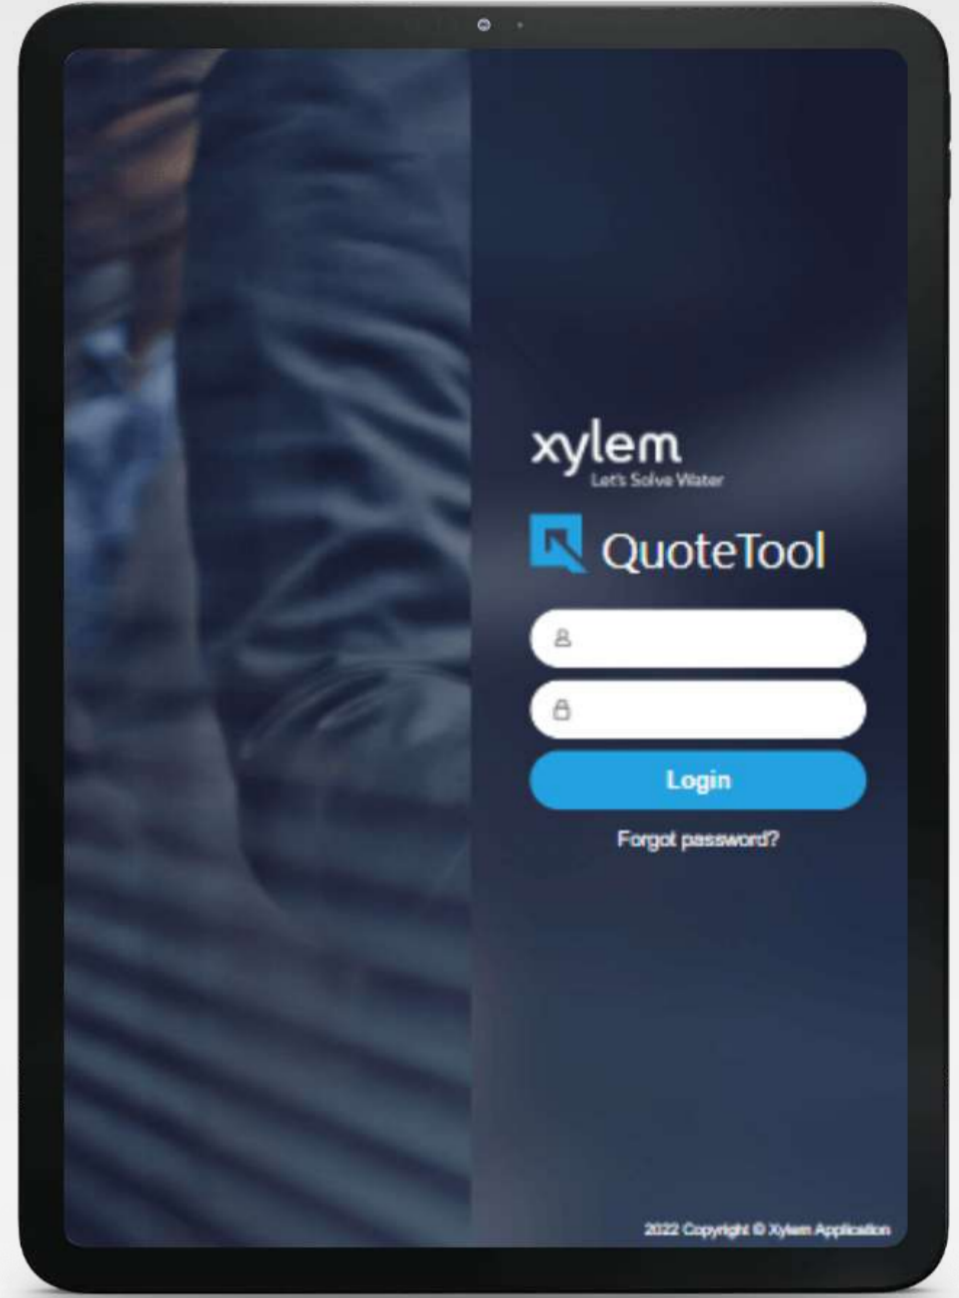 xylem
Let's Solve Water
QuoteTool
Login
Forgot password?
2022 Copyright © Xylem Application